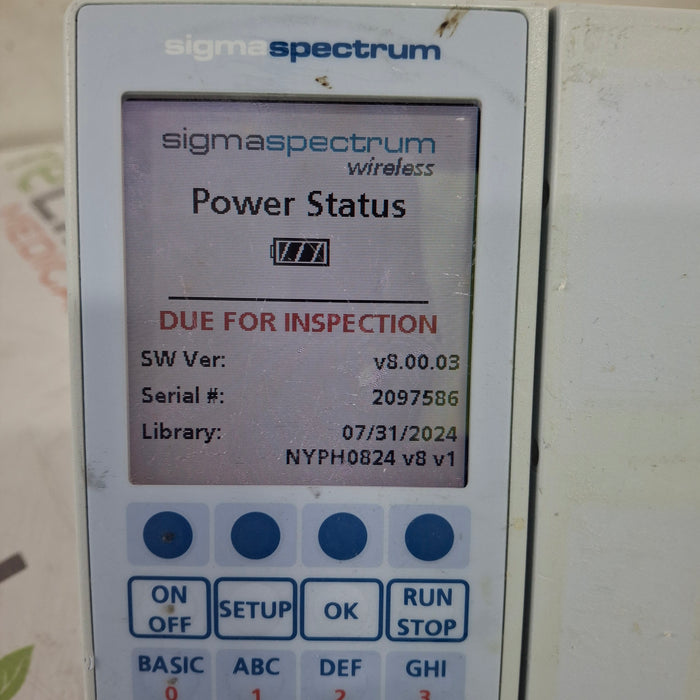 sigmaspectrum
sigmaspectrum
wireless
Power Status
DUE FOR INSPECTION
SW Ver: v8.00.03
Serial #: 2097586
Library: 07/31/2024
NYPH0824 v8 v1
ON OFF
SETUP
OK
RUN STOP
BASIC 0
ABC 1
DEF 2
GHI 3